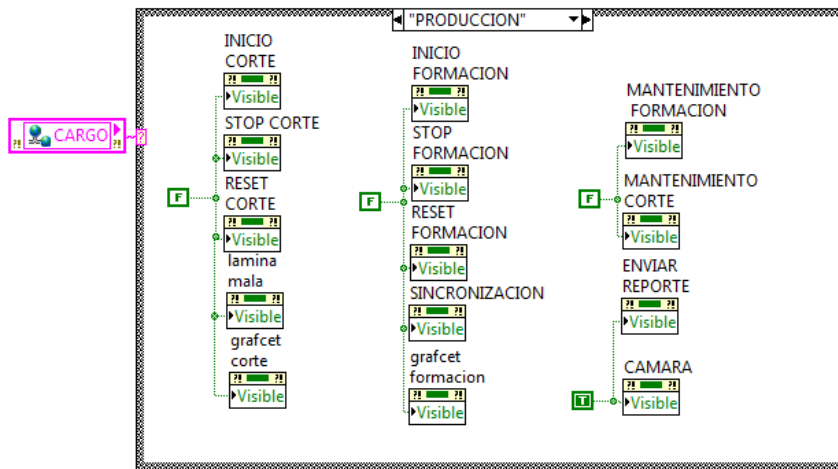 "PRODUCCION"
CARGO
?
INICIO
CORTE
Visible
STOP CORTE
Visible
F
RESET
CORTE
Visible
lamina
mala
Visible
grafcet
corte
Visible
INICIO
FORMACION
Visible
STOP
FORMACION
Visible
F
RESET
FORMACION
Visible
SINCRONIZACION
Visible
grafcet
formacion
Visible
MANTENIMIENTO
FORMACION
Visible
F
MANTENIMIENTO
CORTE
Visible
ENVIAR
REPORTE
Visible
CAMARA
T
Visible